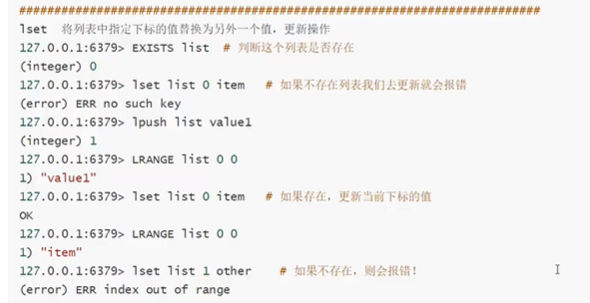 ##########################################################################
lset 将列表中指定下标的值替换为另外一个值，更新操作
127.0.0.1:6379> EXISTS list # 判断这个列表是否存在
(integer) 0
127.0.0.1:6379> lset list 0 item # 如果不存在列表我们去更新就会报错
(error) ERR no such key
127.0.0.1:6379> lpush list value1
(integer) 1
127.0.0.1:6379> LRANGE list 0 0
1) "value1"
127.0.0.1:6379> lset list 0 item # 如果存在，更新当前下标的值
OK
127.0.0.1:6379> LRANGE list 0 0
1) "item"
127.0.0.1:6379> lset list 1 other # 如果不存在，则会报错！
(error) ERR index out of range